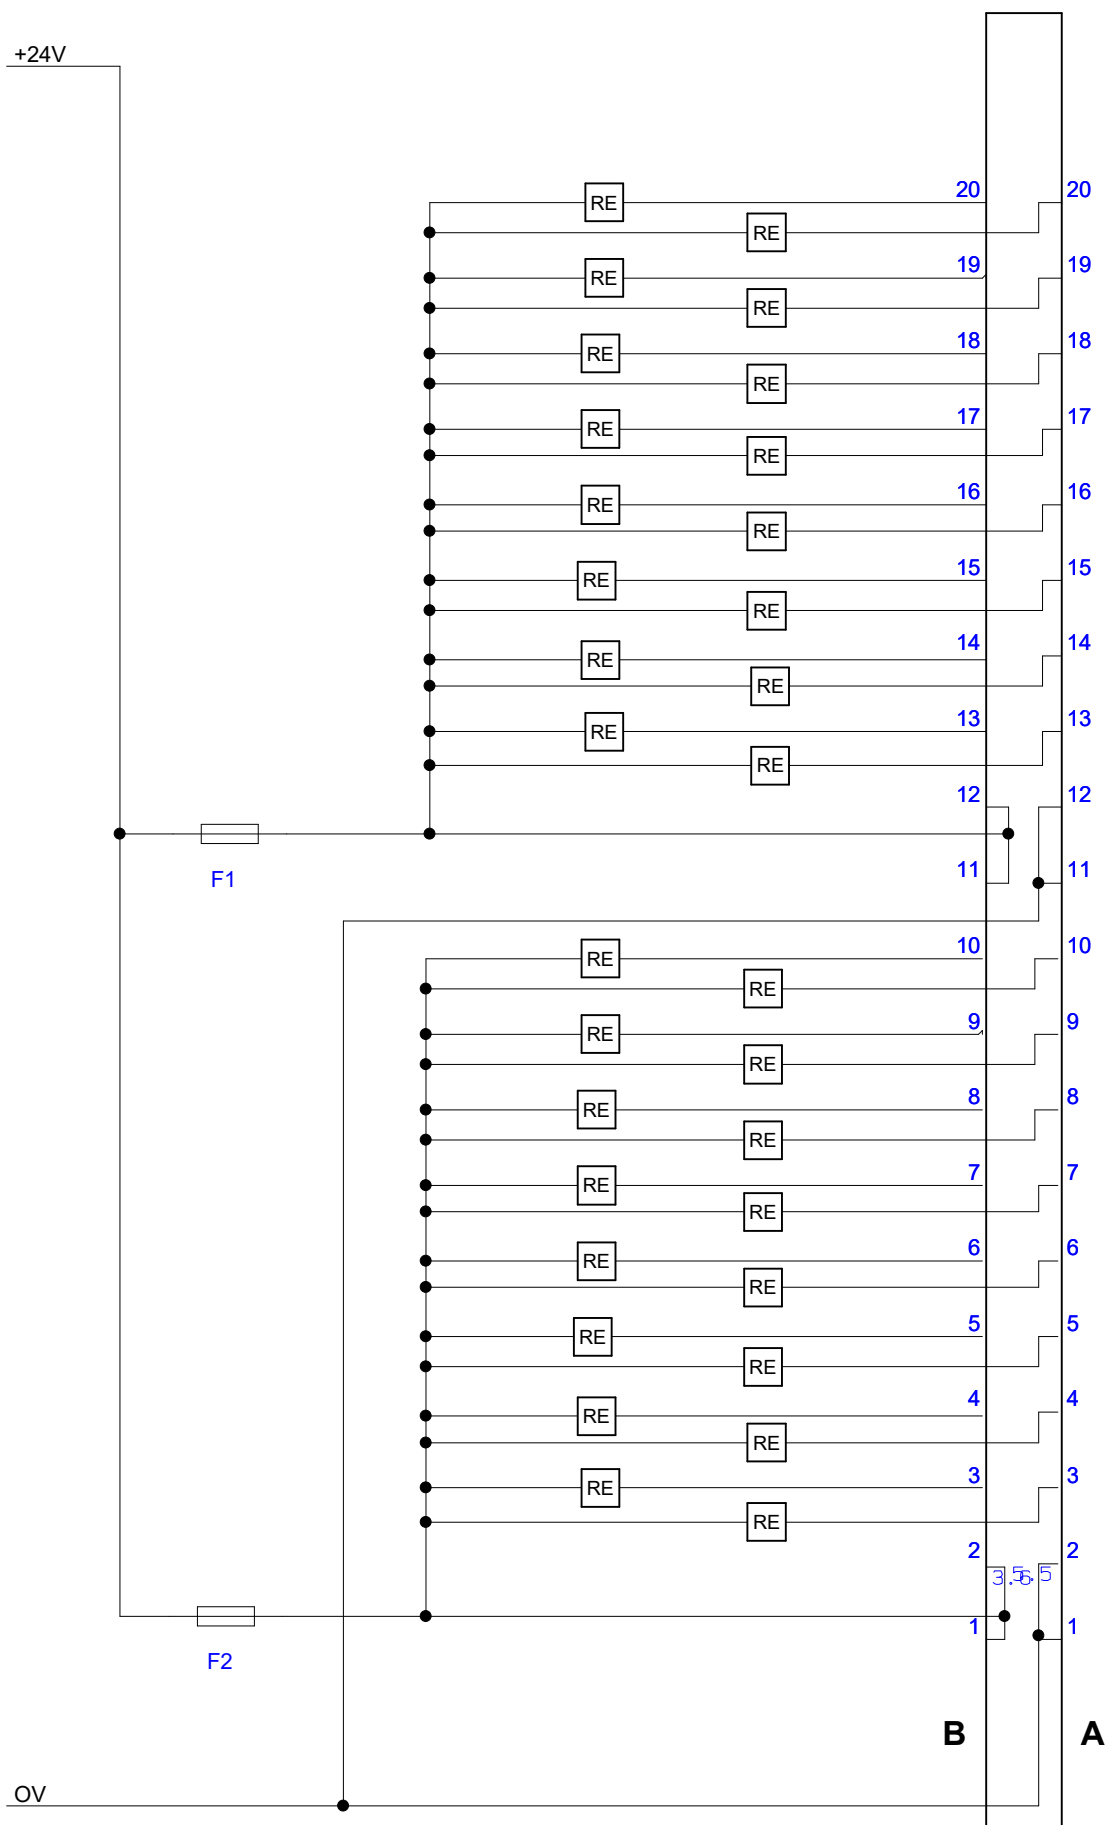 +24V
RE 20 20
RE
RE 19 19
RE
RE 18 18
RE
RE 17 17
RE
RE 16 16
RE
RE 15 15
RE
RE 14 14
RE
RE 13 13
RE
12 12
F1 11 11
RE 10 10
RE
RE 9 9
RE
RE 8 8
RE
RE 7 7
RE
RE 6 6
RE
RE 5 5
RE
RE 4 4
RE
RE 3 3
RE
2 2
1 1
F2
B A
OV